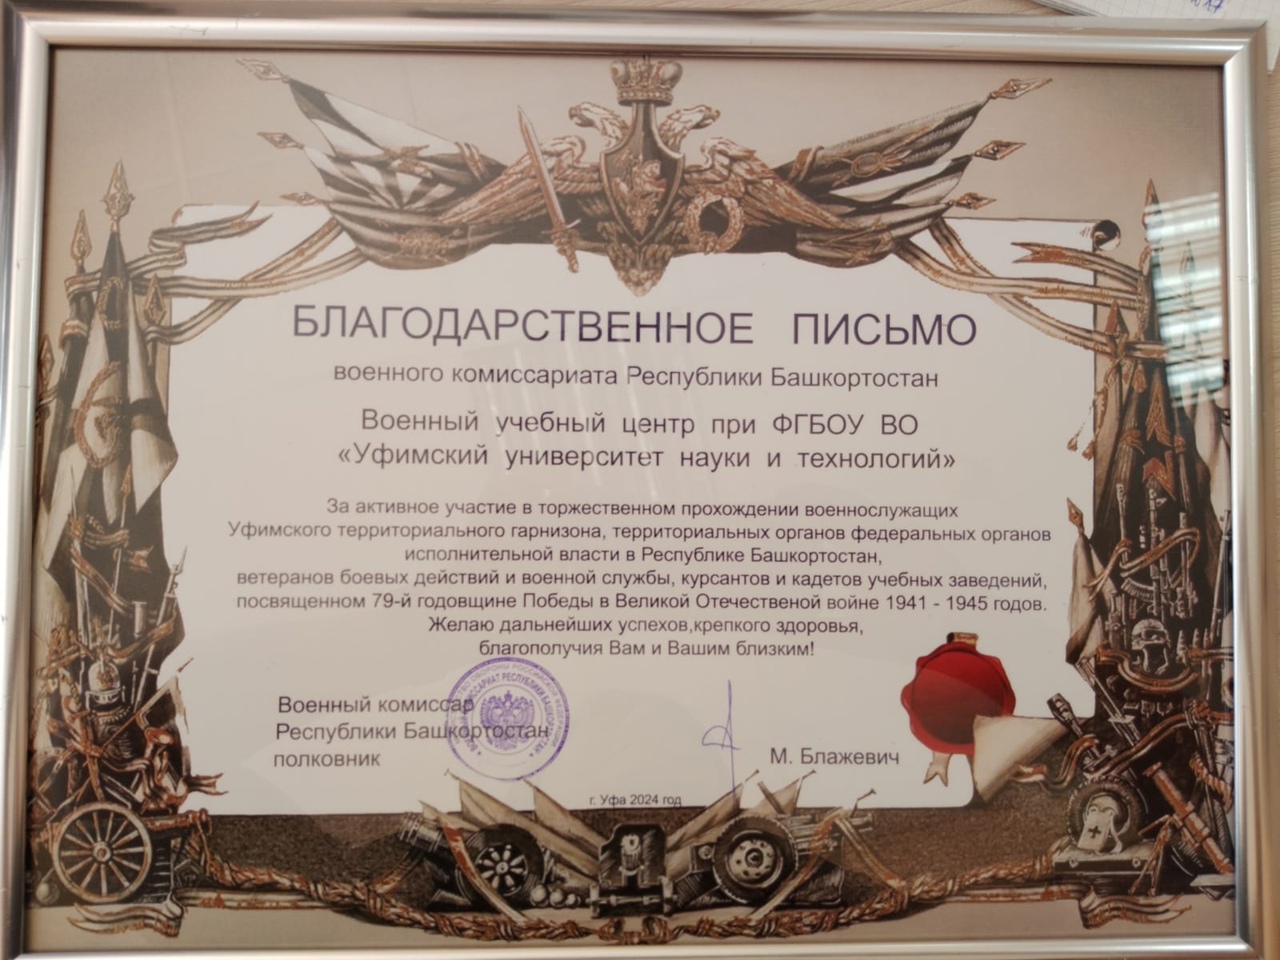 БЛАГОДАРСТВЕННОЕ ПИСЬМО
военного комиссариата Республики Башкортостан
Военный учебный центр при ФГБОУ ВО
«Уфимский университет науки и технологий»
За активное участие в торжественном прохождении военнослужащих
Уфимского территориального гарнизона, территориальных органов федеральных органов
исполнительной власти в Республике Башкортостан,
ветеранов боевых действий и военной службы, курсантов и кадетов учебных заведений,
посвященном 79-й годовщине Победы в Великой Отечественой войне 1941 - 1945 годов.
Желаю дальнейших успехов,крепкого здоровья,
благополучия Вам и Вашим близким!
Военный комиссар
Республики Башкортостан
полковник
М. Блажевич
г. Уфа 2024 год